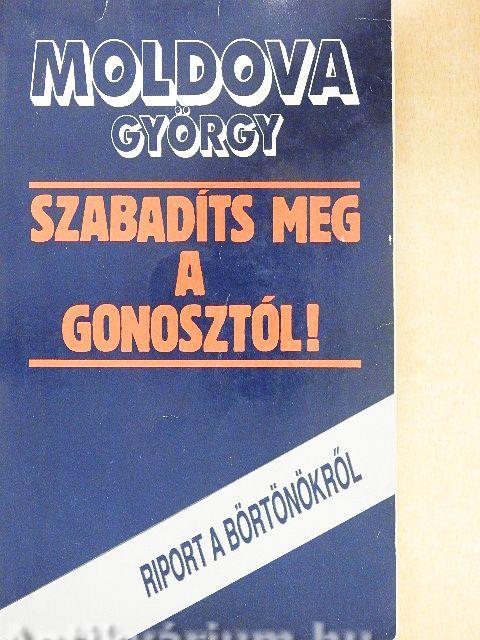 MOLDOVA
GYÖRGY
SZABADÍTS MEG
A
GONOSZTÓL!
RIPORT A BÖRTÖNÖKRŐL